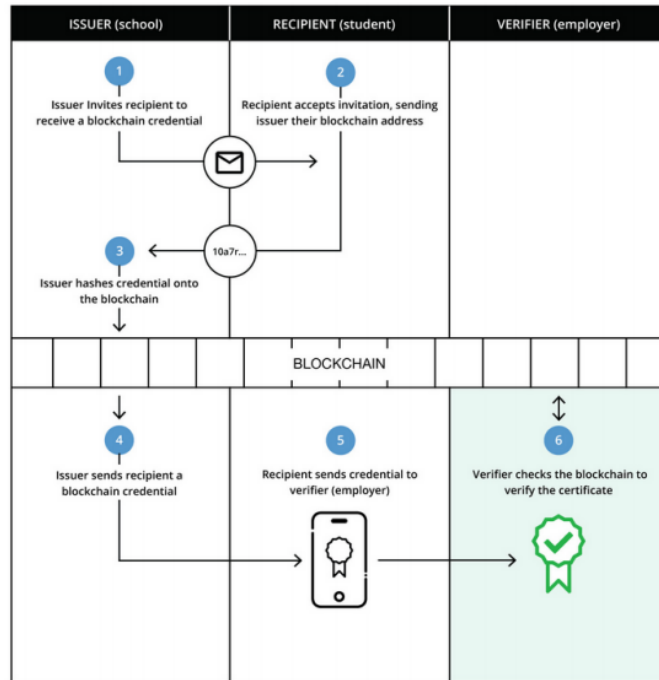 ISSUER (school)
RECIPIENT (student)
VERIFIER (employer)
1
Issuer Invites recipient to
receive a blockchain credential
2
Recipient accepts invitation, sending
issuer their blockchain address
10a7r...
3
Issuer hashes credential onto
the blockchain
BLOCKCHAIN
4
Issuer sends recipient a
blockchain credential
5
Recipient sends credential to
verifier (employer)
6
Verifier checks the blockchain to
verify the certificate